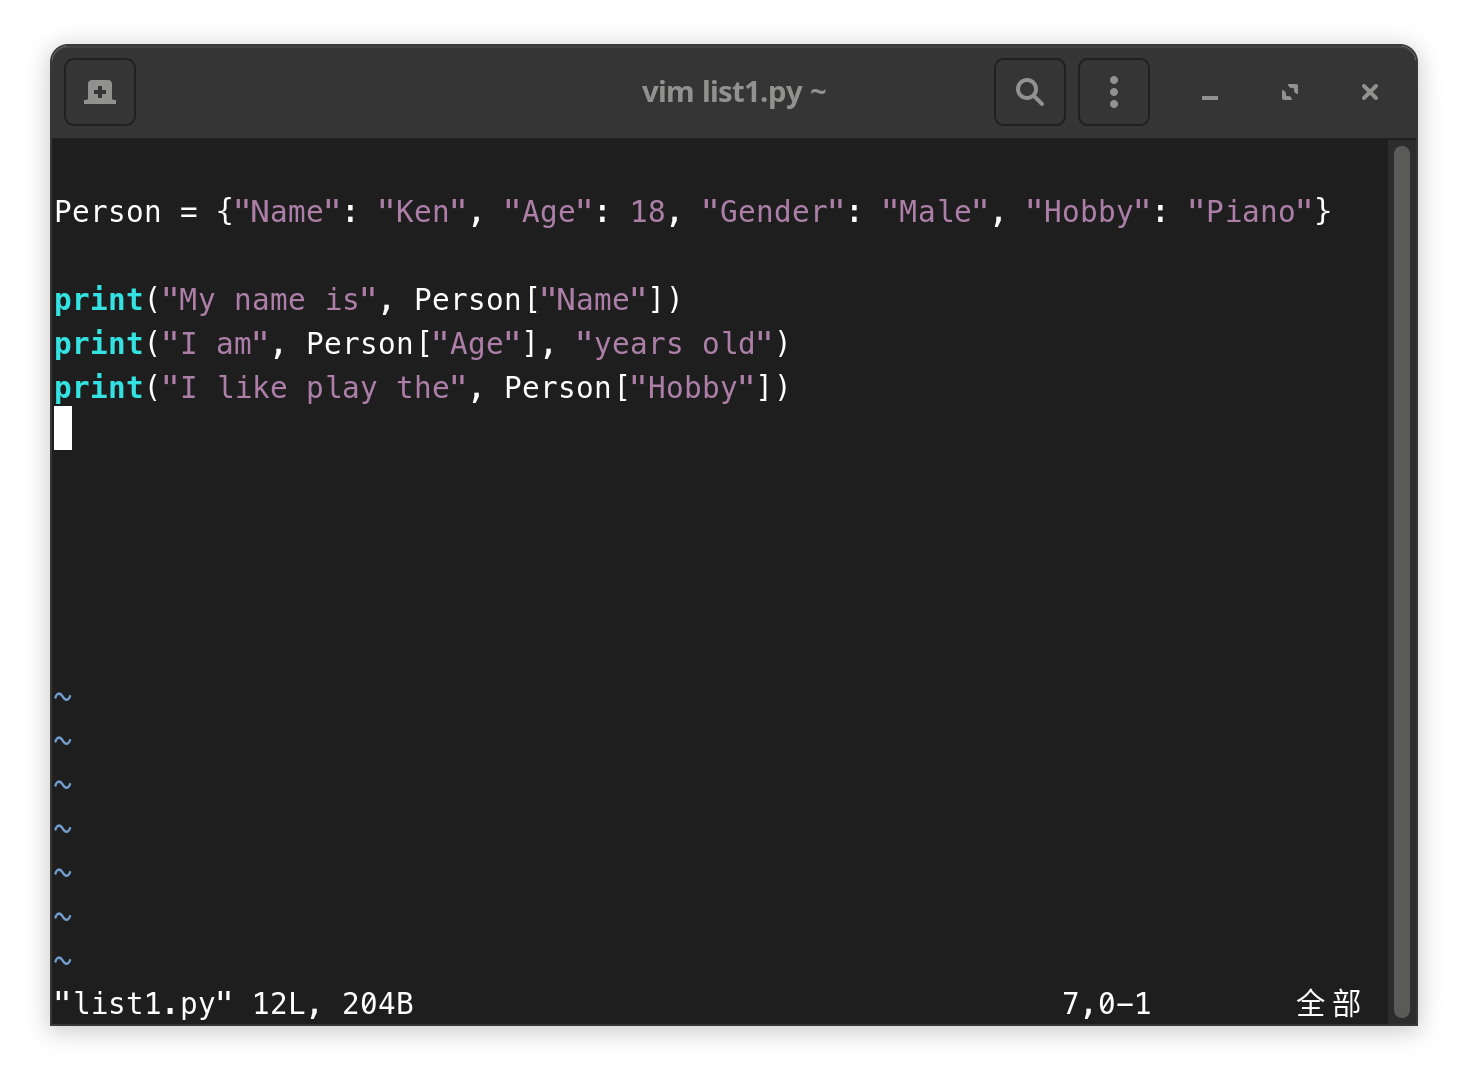 vim list1.py ~
Person = {"Name": "Ken", "Age": 18, "Gender": "Male", "Hobby": "Piano"}
print("My name is", Person["Name"])
print("I am", Person["Age"], "years old")
print("I like play the", Person["Hobby"])
~
~
~
~
~
~
~
"list1.py" 12L, 204B 7,0-1 全部